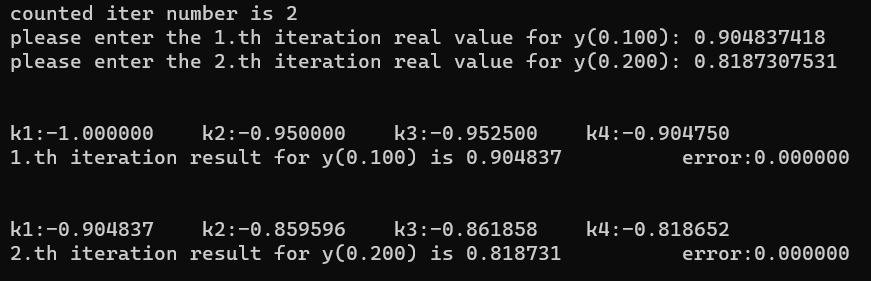 counted iter number is 2
please enter the 1.th iteration real value for y(0.100): 0.904837418
please enter the 2.th iteration real value for y(0.200): 0.8187307531
k1:-1.000000    k2:-0.950000    k3:-0.952500    k4:-0.904750
1.th iteration result for y(0.100) is 0.904837          error:0.000000
k1:-0.904837    k2:-0.859596    k3:-0.861858    k4:-0.818652
2.th iteration result for y(0.200) is 0.818731          error:0.000000